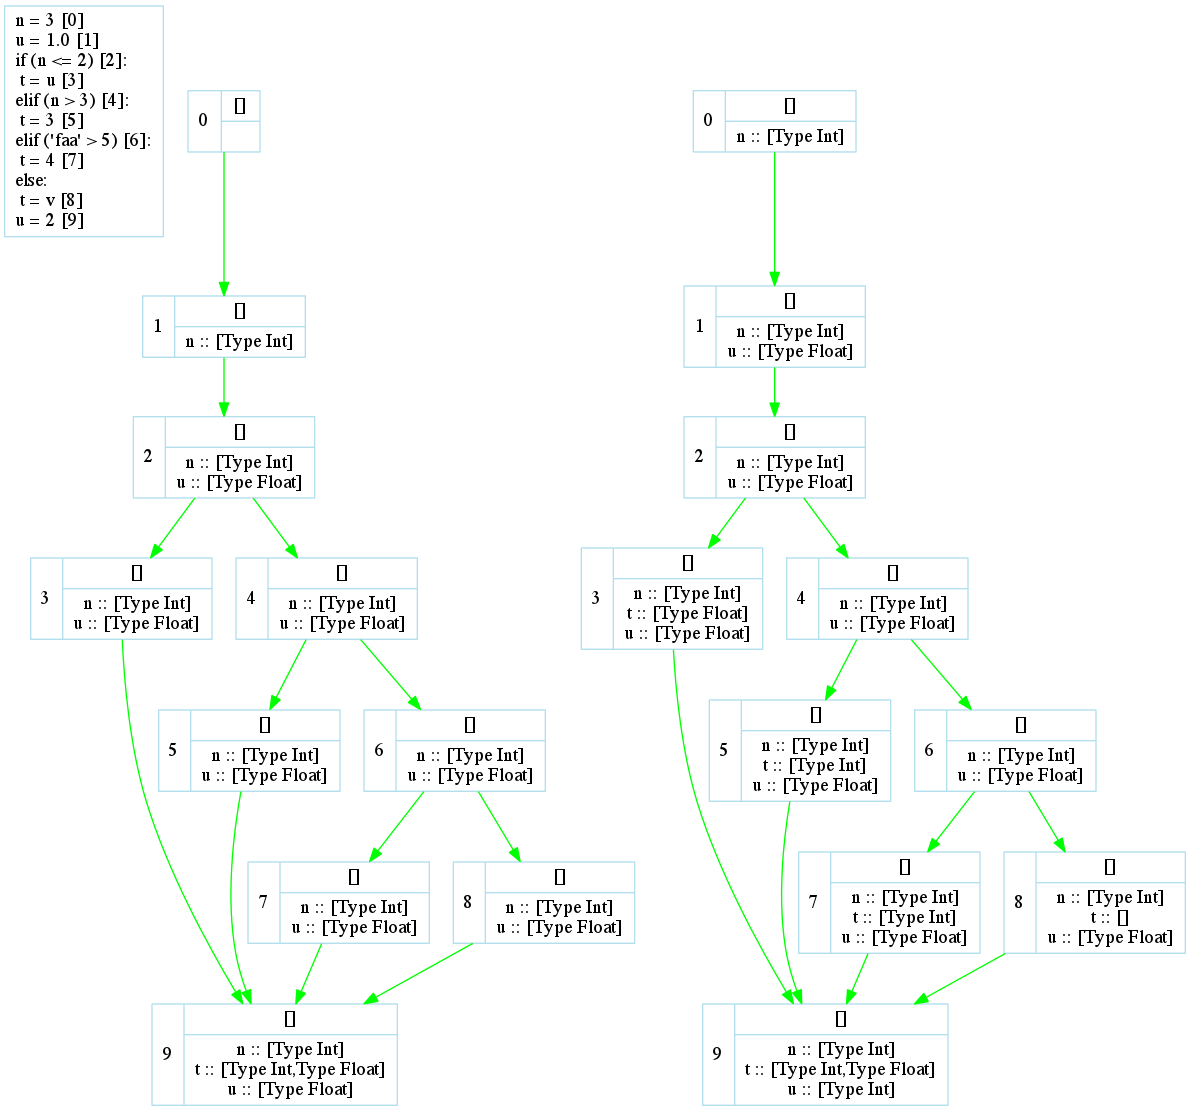 n = 3 [0]
u = 1.0 [1]
if (n <= 2) [2]:
t = u [3]
elif (n > 3) [4]:
t = 3 [5]
elif ('faa' > 5) [6]:
t = 4 [7]
else:
t = v [8]
u = 2 [9]
0
[]
0
[]
n :: [Type Int]
1
[]
n :: [Type Int]
1
[]
n :: [Type Int]
u :: [Type Float]
2
[]
n :: [Type Int]
u :: [Type Float]
2
[]
n :: [Type Int]
u :: [Type Float]
3
[]
n :: [Type Int]
u :: [Type Float]
4
[]
n :: [Type Int]
u :: [Type Float]
3
[]
n :: [Type Int]
t :: [Type Float]
u :: [Type Float]
4
[]
n :: [Type Int]
u :: [Type Float]
5
[]
n :: [Type Int]
u :: [Type Float]
6
[]
n :: [Type Int]
u :: [Type Float]
5
[]
n :: [Type Int]
t :: [Type Int]
u :: [Type Float]
6
[]
n :: [Type Int]
u :: [Type Float]
7
[]
n :: [Type Int]
u :: [Type Float]
8
[]
n :: [Type Int]
u :: [Type Float]
7
[]
n :: [Type Int]
t :: [Type Int]
u :: [Type Float]
8
[]
n :: [Type Int]
t :: []
u :: [Type Float]
9
[]
n :: [Type Int]
t :: [Type Int,Type Float]
u :: [Type Float]
9
[]
n :: [Type Int]
t :: [Type Int,Type Float]
u :: [Type Int]